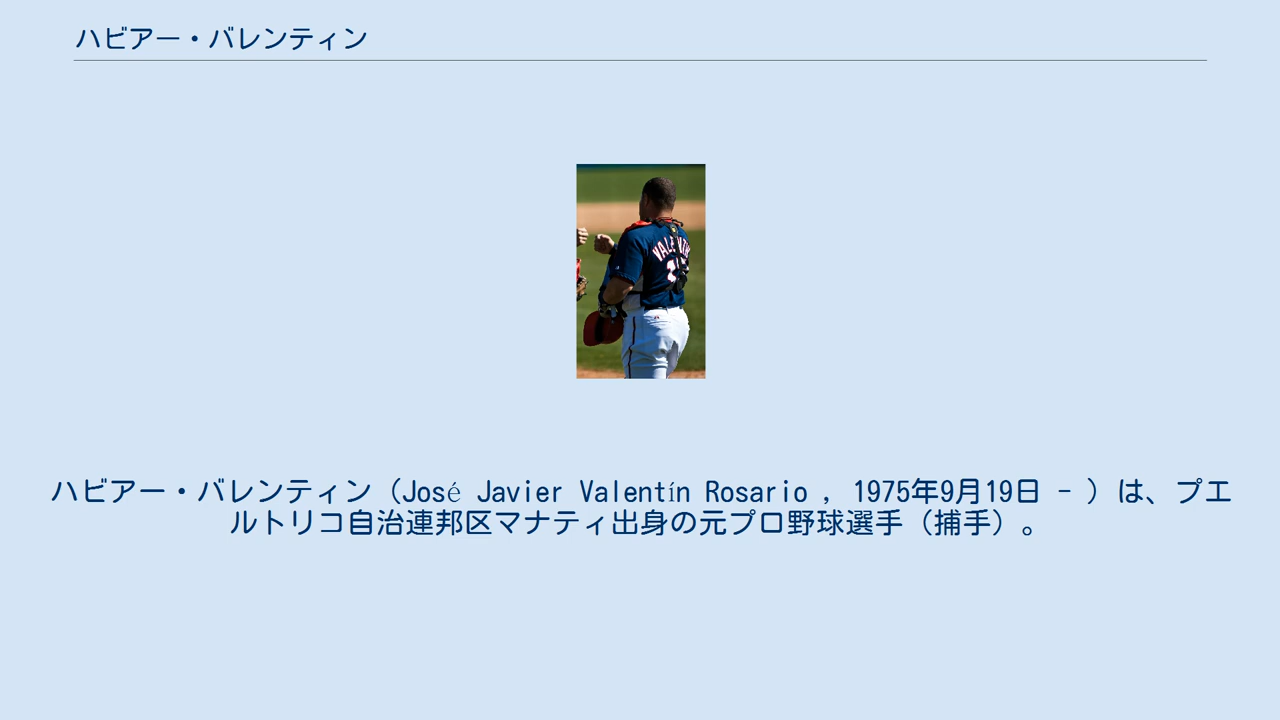 ハビアー・バレンティン
ハビアー・バレンティン（José Javier Valentín Rosario , 1975年9月19日 - ）は、プエ
ルトリコ自治連邦区マナティ出身の元プロ野球選手（捕手）。